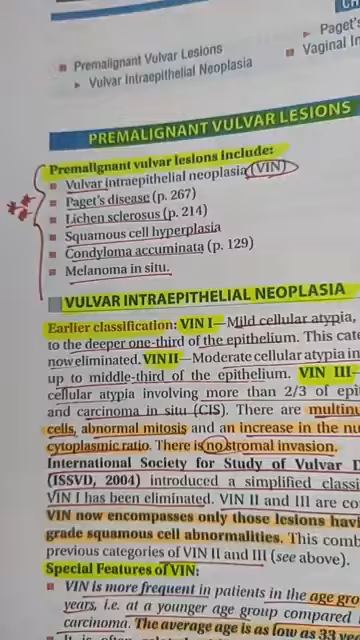 CH
Premalignant Vulvar Lesions
Vulvar Intraepithelial Neoplasia
Paget's
Vaginal In
PREMALIGNANT VULVAR LESIONS
Premalignant vulvar lesions include:
Vulvar intraepithelial neoplasia (VIN)
Paget's disease (p. 267)
Lichen sclerosus (p. 214)
Squamous cell hyperplasia
Condyloma accuminata (p. 129)
Melanoma in situ.
VULVAR INTRAEPITHELIAL NEOPLASIA
Earlier classification: VIN I—Mild cellular atypia,
to the deeper one-third of the epithelium. This cate
now eliminated. VIN II—Moderate cellular atypia in
up to middle-third of the epithelium. VIN III—
cellular atypia involving more than 2/3 of epi
and carcinoma in situ (CIS). There are multin
cells, abnormal mitosis and an increase in the nu
cytoplasmic ratio. There is no stromal invasion.
International Society for Study of Vulvar D
(ISSVD, 2004) introduced a simplified classi
VIN I has been eliminated. VIN II and III are co
VIN now encompasses only those lesions havi
grade squamous cell abnormalities. This comb
previous categories of VIN II and III (see above).
Special Features of VIN:
VIN is more frequent in patients in the age gro
years, i.e. at a younger age group compared
carcinoma. The average age is as low as 33 y
It is often